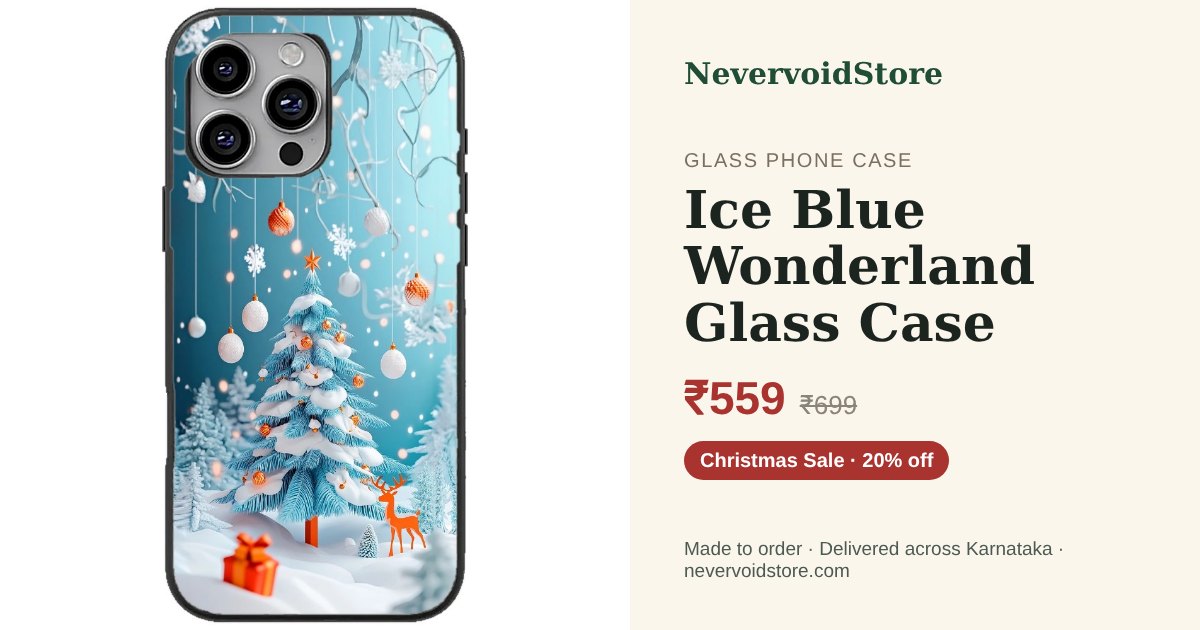 NevervoidStore
GLASS PHONE CASE
Ice Blue
Wonderland
Glass Case
₹559 ₹699
Christmas Sale · 20% off
Made to order · Delivered across Karnataka ·
nevervoidstore.com